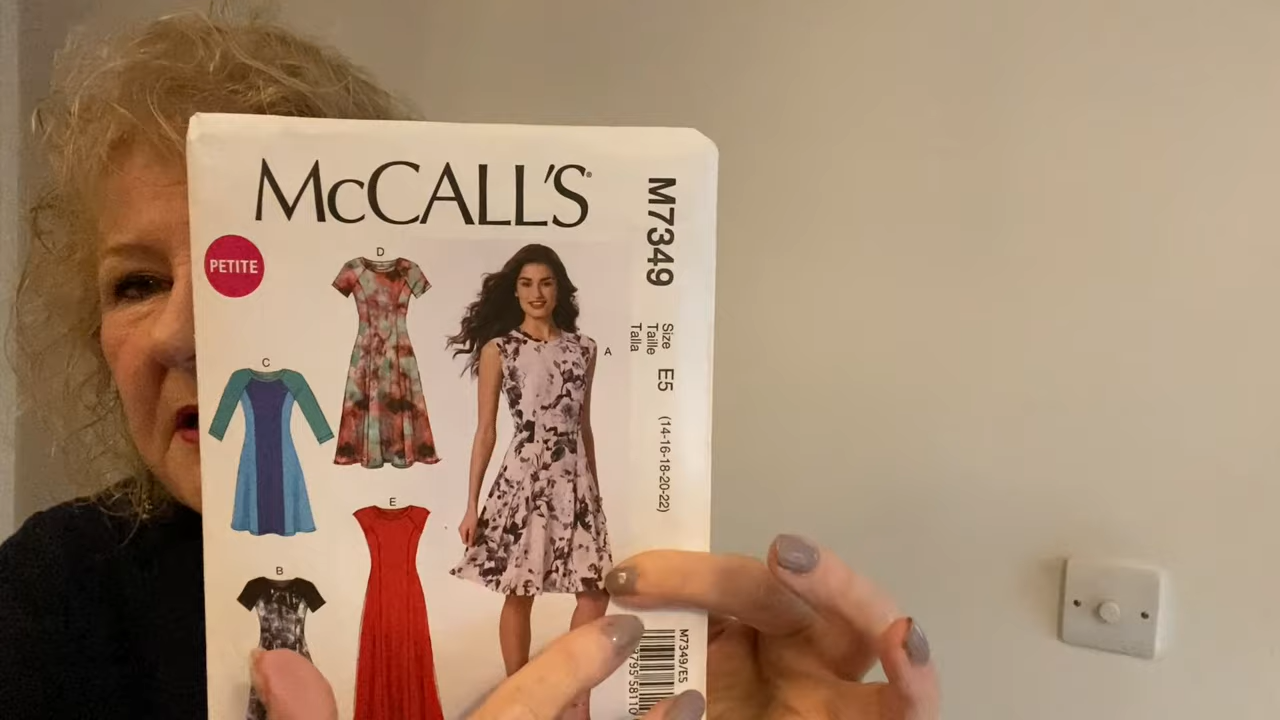 McCALL'S
M7349
PETITE
D
A
Size
Taille
Talla
E5
(14-16-18-20-22)
C
E
B
M7349/E5